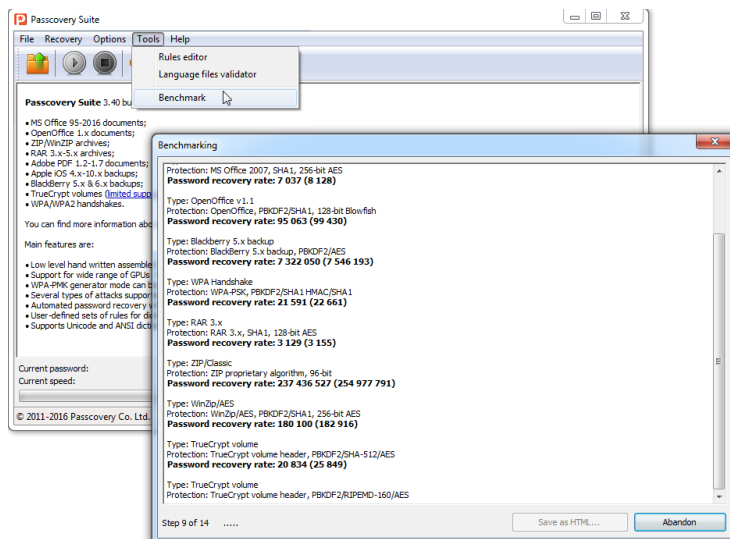 Passcovery Suite
File Recovery Options Tools Help
Rules editor
Language files validator
Benchmark
Passcovery Suite 3.40 bu
• MS Office 95-2016 documents;
• OpenOffice 1.x documents;
• ZIP/WinZIP archives;
• RAR 3.x-5.x archives;
• Adobe PDF 1.2-1.7 documents;
• Apple iOS 4.x-10.x backups;
• BlackBerry 5.x & 6.x backups;
• TrueCrypt volumes (limited supp
• WPA/WPA2 handshakes.
You can find more information abo
Main features are:
• Low level hand written assemble
• Support for wide range of GPUs
• WPA-PMK generator mode can b
• Several types of attacks suppor
• Automated password recovery w
• User-defined sets of rules for dic
• Supports Unicode and ANSI dicti
Current password:
Current speed:
© 2011-2016 Passcovery Co. Ltd.
Benchmarking
Protection: MS Office 2007, SHA1, 256-bit AES
Password recovery rate: 7 037 (8 128)
Type: OpenOffice v1.1
Protection: OpenOffice, PBKDF2/SHA1, 128-bit Blowfish
Password recovery rate: 95 063 (99 430)
Type: Blackberry 5.x backup
Protection: BlackBerry 5.x backup, PBKDF2/AES
Password recovery rate: 7 322 050 (7 546 193)
Type: WPA Handshake
Protection: WPA-PSK, PBKDF2/SHA1 HMAC/SHA1
Password recovery rate: 21 591 (22 661)
Type: RAR 3.x
Protection: RAR 3.x, SHA1, 128-bit AES
Password recovery rate: 3 129 (3 155)
Type: ZIP/Classic
Protection: ZIP proprietary algorithm, 96-bit
Password recovery rate: 237 436 527 (254 977 791)
Type: WinZip/AES
Protection: WinZip/AES, PBKDF2/SHA1, 256-bit AES
Password recovery rate: 180 100 (182 916)
Type: TrueCrypt volume
Protection: TrueCrypt volume header, PBKDF2/SHA-512/AES
Password recovery rate: 20 834 (25 849)
Type: TrueCrypt volume
Protection: TrueCrypt volume header, PBKDF2/RIPEMD-160/AES
Step 9 of 14 .....
Save as HTML...
Abandon